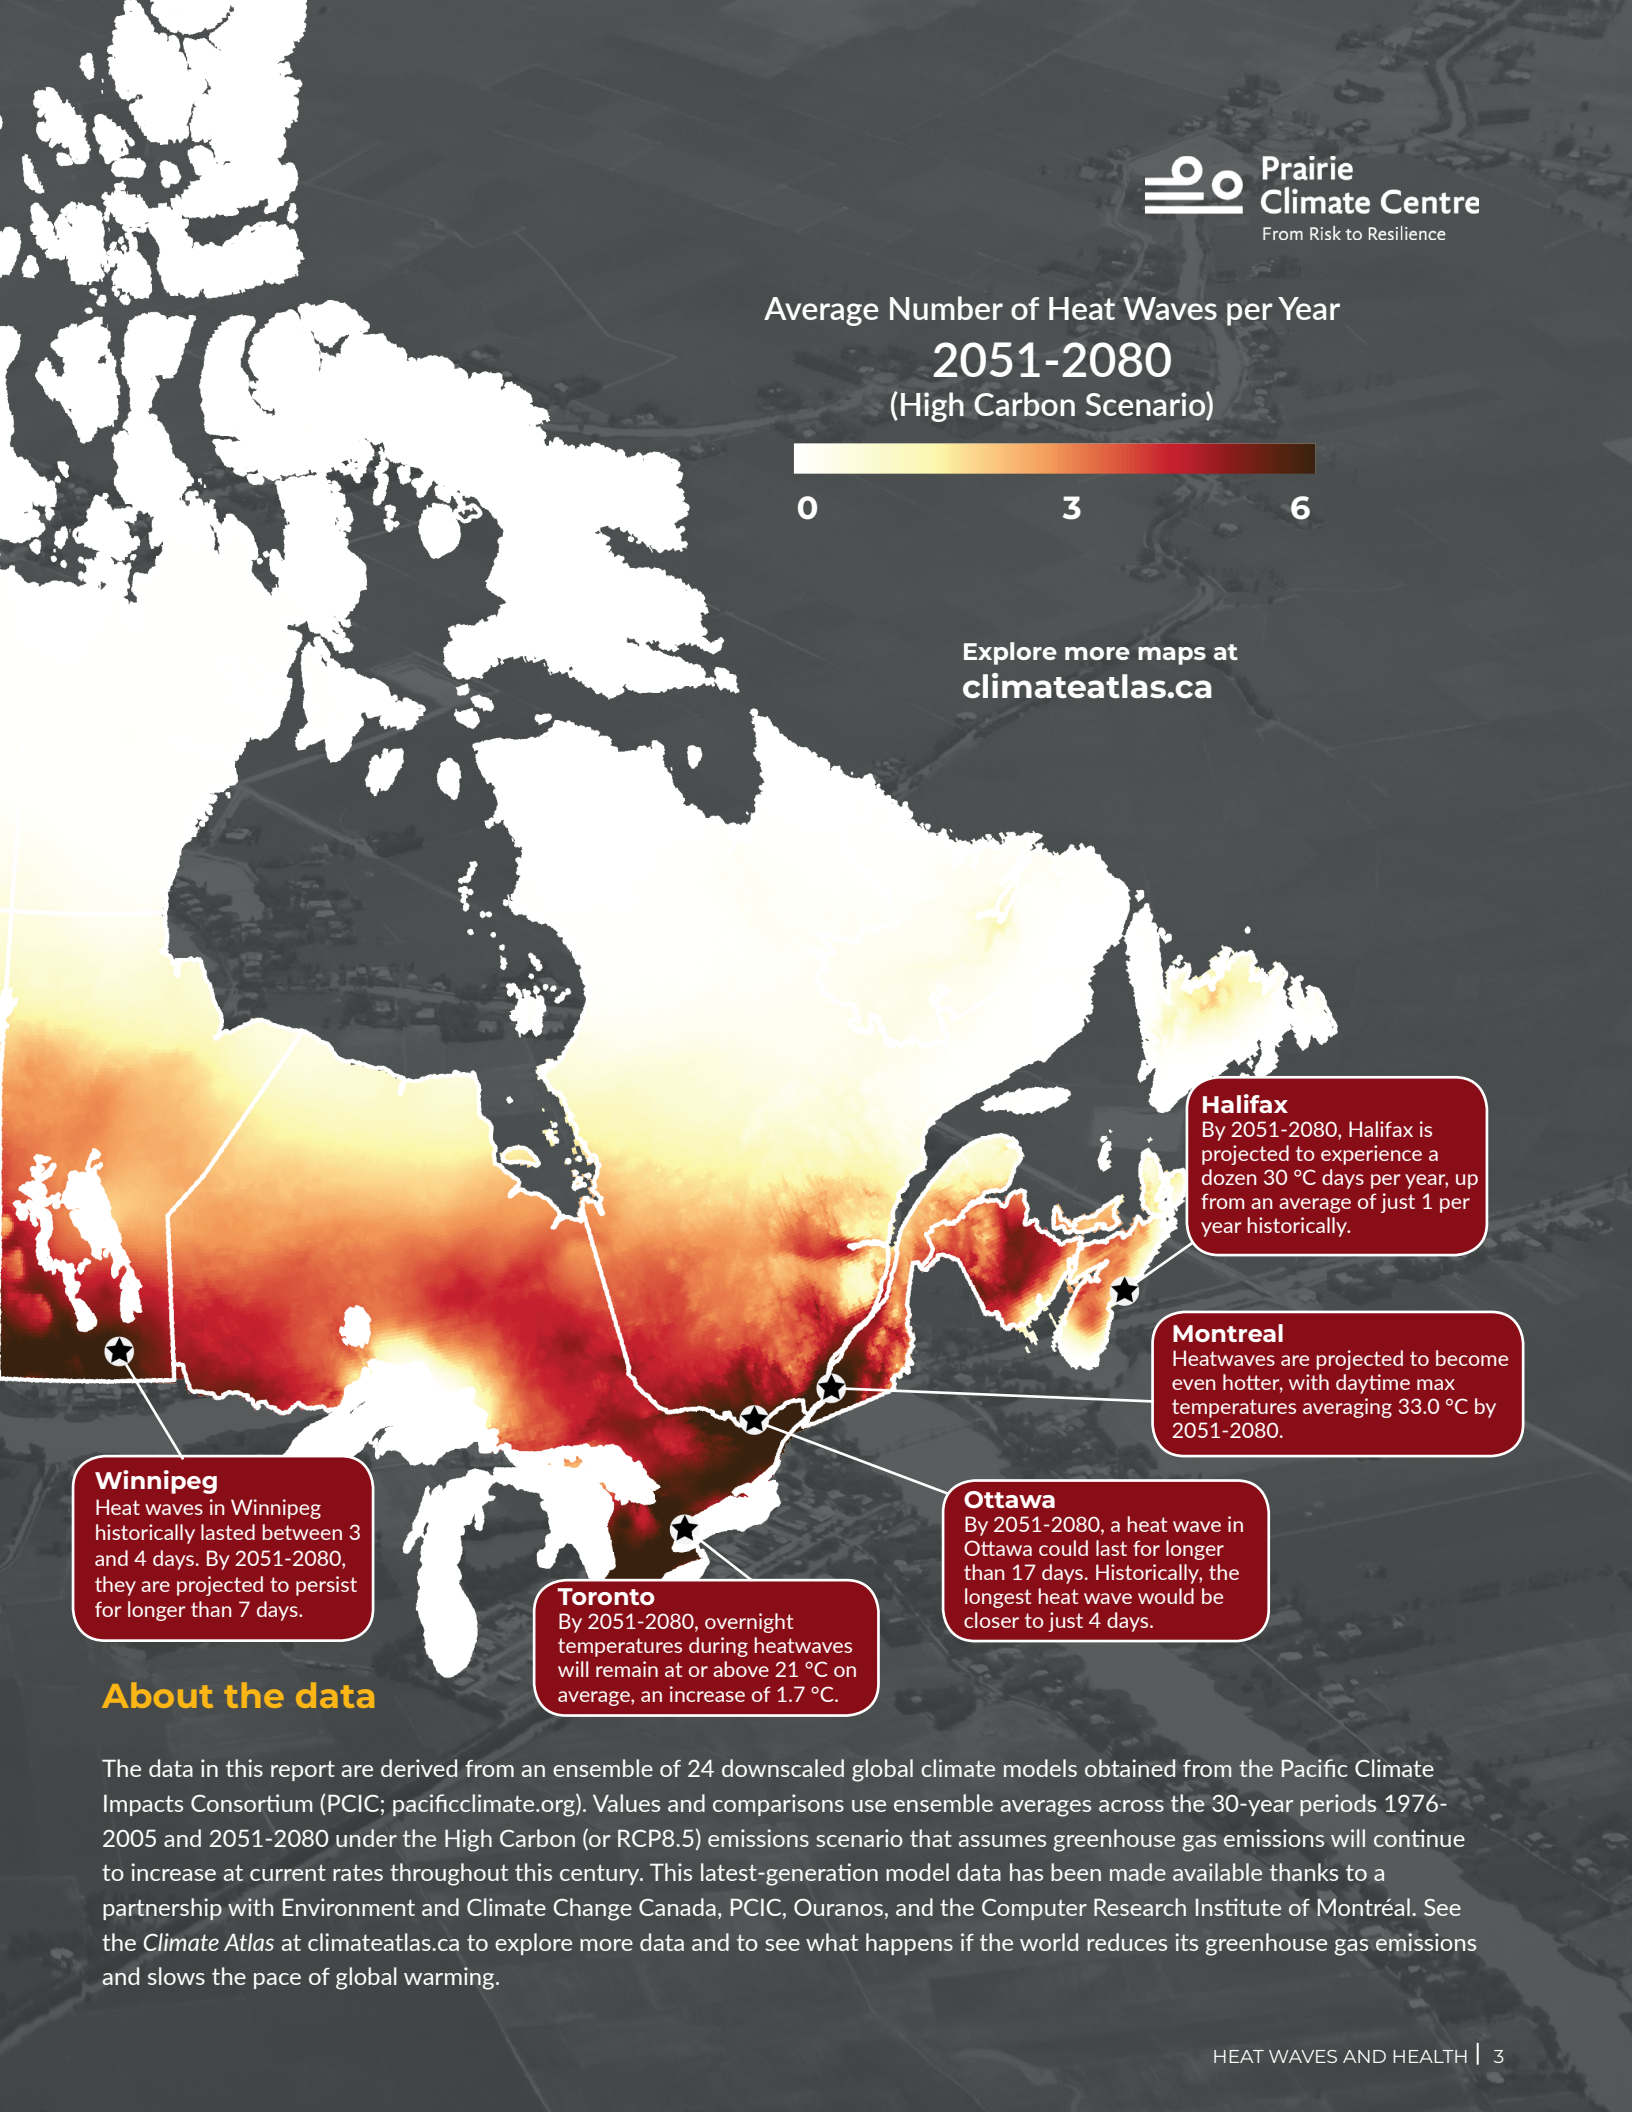 Prairie
Climate Centre
From Risk to Resilience
Average Number of Heat Waves per Year
2051-2080
(High Carbon Scenario)
0 3 6
Explore more maps at
climateatlas.ca
Halifax
By 2051-2080, Halifax is
projected to experience a
dozen 30 °C days per year, up
from an average of just 1 per
year historically.
Montreal
Heatwaves are projected to become
even hotter, with daytime max
temperatures averaging 33.0 °C by
2051-2080.
Winnipeg
Heat waves in Winnipeg
historically lasted between 3
and 4 days. By 2051-2080,
they are projected to persist
for longer than 7 days.
Ottawa
By 2051-2080, a heat wave in
Ottawa could last for longer
than 17 days. Historically, the
longest heat wave would be
closer to just 4 days.
Toronto
By 2051-2080, overnight
temperatures during heatwaves
will remain at or above 21 °C on
average, an increase of 1.7 °C.
About the data
The data in this report are derived from an ensemble of 24 downscaled global climate models obtained from the Pacific Climate
Impacts Consortium (PCIC; pacificclimate.org). Values and comparisons use ensemble averages across the 30-year periods 1976-
2005 and 2051-2080 under the High Carbon (or RCP8.5) emissions scenario that assumes greenhouse gas emissions will continue
to increase at current rates throughout this century. This latest-generation model data has been made available thanks to a
partnership with Environment and Climate Change Canada, PCIC, Ouranos, and the Computer Research Institute of Montréal. See
the Climate Atlas at climateatlas.ca to explore more data and to see what happens if the world reduces its greenhouse gas emissions
and slows the pace of global warming.
HEAT WAVES AND HEALTH | 3